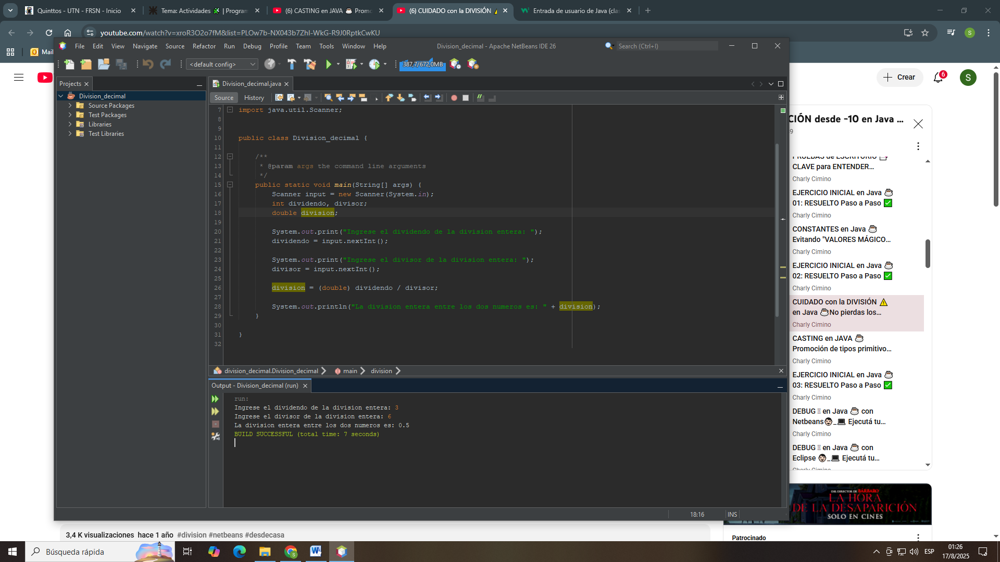 Quinttos - UTN - FRSN - Inicio
Tema: Actividades 🧩 | Program
(6) CASTING en JAVA ☕ Promo
(6) CUIDADO con la DIVISIÓN
Entrada de usuario de Java (cla
youtube.com/watch?v=xroR3O2o7fM&list=PLOw7b-NX043b7ZhI-WkG-R9J0RptkCwKU
S
Mail
File Edit View Navigate Source Refactor Run Debug Profile Team Tools Window Help
Division_decimal - Apache NetBeans IDE 26
Search (Ctrl+I)
<default config>
387,7/672,0MB
Crear
6
S
Projects
Division_decimal
Source Packages
Test Packages
Libraries
Test Libraries
Division_decimal.java
Source History
7 import java.util.Scanner;
8
9
10 public class Division_decimal {
11
12 /**
13 * @param args the command line arguments
14 */
15 public static void main(String[] args) {
16 Scanner input = new Scanner(System.in);
17 int dividendo, divisor;
18 double division;
19
20 System.out.print("Ingrese el dividendo de la division entera: ");
21 dividendo = input.nextInt();
22
23 System.out.print("Ingrese el divisor de la division entera: ");
24 divisor = input.nextInt();
25
26 division = (double) dividendo / divisor;
27
28 System.out.println("La division entera entre los dos numeros es: " + division);
29 }
30
31 }
32
division_decimal.Division_decimal main division
Output - Division_decimal (run)
run:
Ingrese el dividendo de la division entera: 3
Ingrese el divisor de la division entera: 6
La division entera entre los dos numeros es: 0.5
BUILD SUCCESSFUL (total time: 7 seconds)
18:16 INS
CIÓN desde -10 en Java ...
9
PRUEBAS de ESCRITORIO
CLAVE para ENTENDER...
Charly Cimino
EJERCICIO INICIAL en Java ☕
01: RESUELTO Paso a Paso ✅
Charly Cimino
CONSTANTES en Java ☕
Evitando "VALORES MÁGICO...
Charly Cimino
EJERCICIO INICIAL en Java ☕
02: RESUELTO Paso a Paso ✅
Charly Cimino
CUIDADO con la DIVISIÓN ⚠️
en Java ☕No pierdas los...
Charly Cimino
CASTING en JAVA ☕
Promoción de tipos primitivo...
Charly Cimino
EJERCICIO INICIAL en Java ☕
03: RESUELTO Paso a Paso ✅
Charly Cimino
DEBUG en Java ☕ con
Netbeans👨🏻‍💻 Ejecutá tu...
Charly Cimino
DEBUG en Java ☕ con
Eclipse 👨🏻‍💻 Ejecutá tu...
Charly Cimino
DEL DIRECTOR DE BÁRBARO
LA HORA
DE LA DESAPARICIÓN
SOLO EN CINES
Patrocinado
3,4 K visualizaciones hace 1 año #division #netbeans #desdecasa
Búsqueda rápida
ESP
01:26
17/8/2025